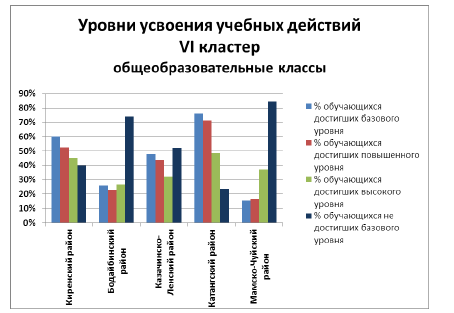 Уровни усвоения учебных действий
VI кластер
общеобразовательные классы
90%
80%
70%
60%
50%
40%
30%
20%
10%
0%
Киренский район
Бодайбинский
район
Казачинско-
Ленский район
Катангский район
Мамско-Чуйский
район
% обучающихся
достигших базового
уровня
% обучающихся
достигших повышенного
уровня
% обучающихся
достигших высокого
уровня
% обучающихся не
достигших базового
уровня